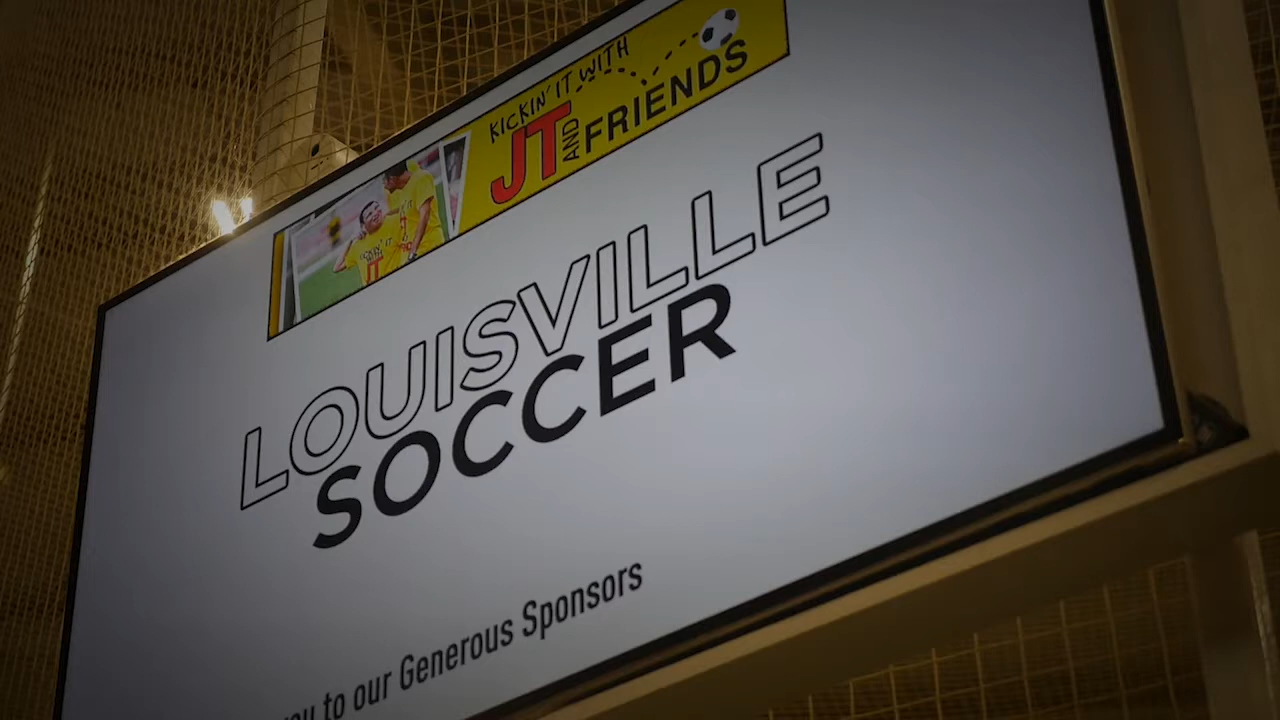 KICKIN' IT WITH
JT AND FRIENDS
LOUISVILLE
SOCCER
to our Generous Sponsors